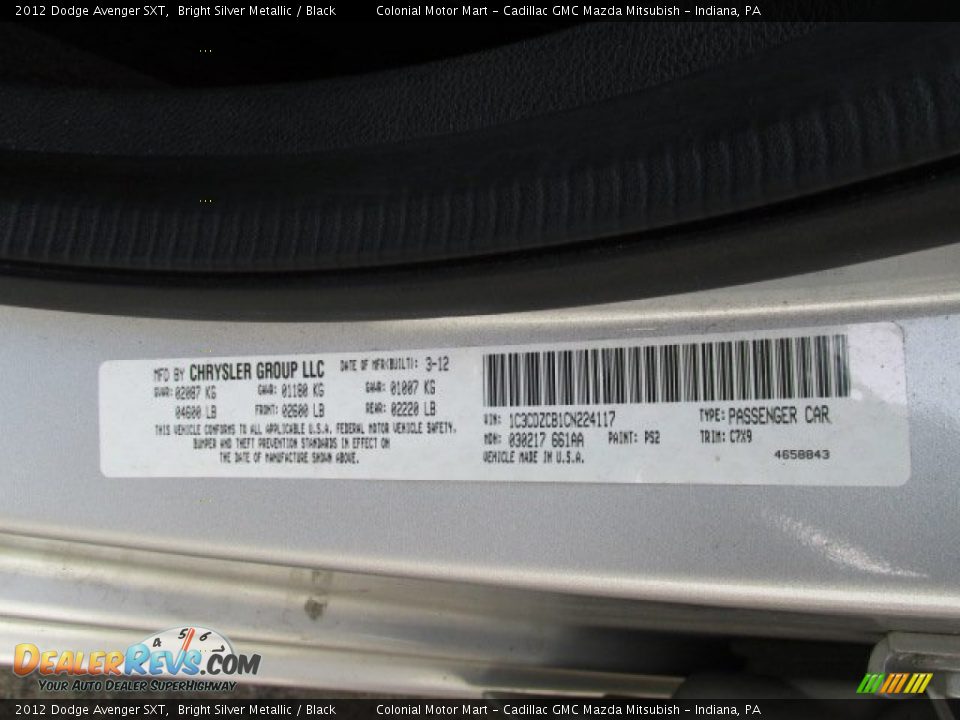 2012 Dodge Avenger SXT, Bright Silver Metallic / Black Colonial Motor Mart - Cadillac GMC Mazda Mitsubish - Indiana, PA
MFD BY CHRYSLER GROUP LLC DATE OF MFR(BUILT): 3-12
GVWR: 02087 KG GAWR: 01180 KG GAWR: 01007 KG
04600 LB FRONT: 02600 LB REAR: 02220 LB
THIS VEHICLE CONFORMS TO ALL APPLICABLE U.S.A. FEDERAL MOTOR VEHICLE SAFETY,
BUMPER AND THEFT PREVENTION STANDARDS IN EFFECT ON
THE DATE OF MANUFACTURE SHOWN ABOVE.
VIN: 1C3CDZCB1CN224117 TYPE: PASSENGER CAR
MDH: 030217 661AA PAINT: PS2 TRIM: C7X9
VEHICLE MADE IN U.S.A. 4658843
4 5 6
DealerRevs.com
Your Auto Dealer SuperHighway
2012 Dodge Avenger SXT, Bright Silver Metallic / Black Colonial Motor Mart - Cadillac GMC Mazda Mitsubish - Indiana, PA